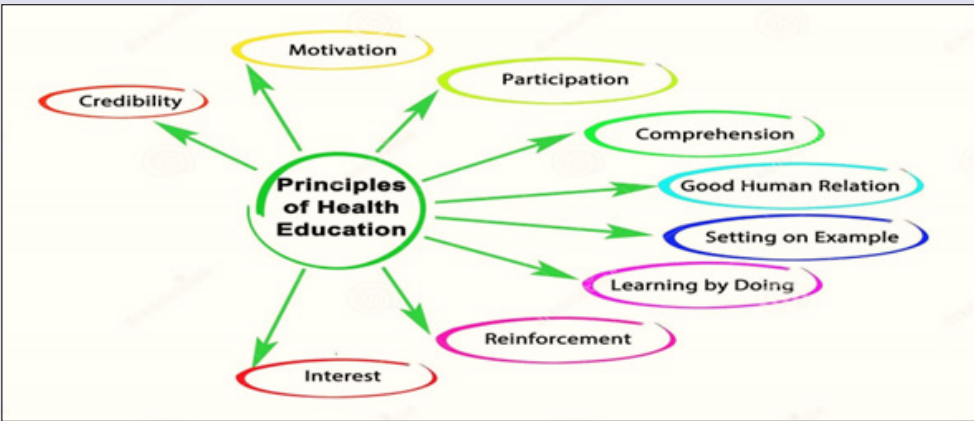 Motivation
Participation
Credibility
Comprehension
Principles
of Health
Education
Good Human Relation
Setting on Example
Learning by Doing
Reinforcement
Interest